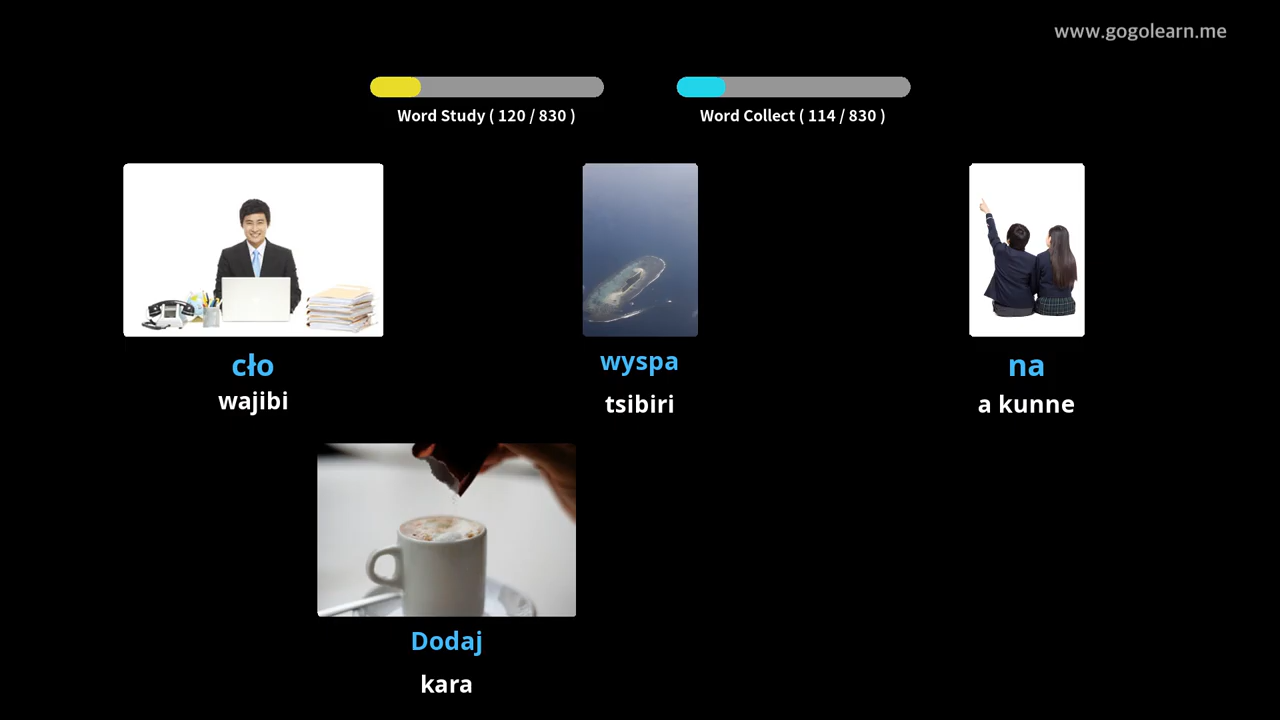 www.gogolearn.me
Word Study ( 120 / 830 )
Word Collect ( 114 / 830 )
cło
wajibi
wyspa
tsibiri
na
a kunne
Dodaj
kara